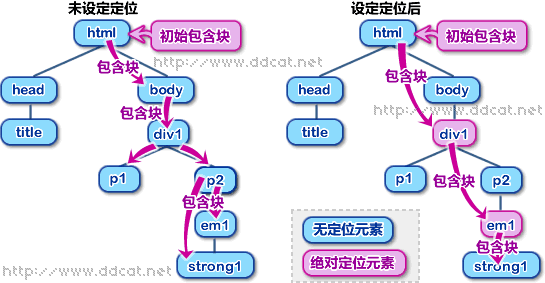 未设定定位
html
初始包含块
包含块
http://www.ddcat.net
head
body
包含块
title
div1
p1
p2
包含块
em1
strong1
http://www.ddcat.net
设定定位后
html
初始包含块
包含块
head
body
http://www.ddcat.net
title
div1
包含块
p1
p2
em1
包含块
strong1
无定位元素
绝对定位元素